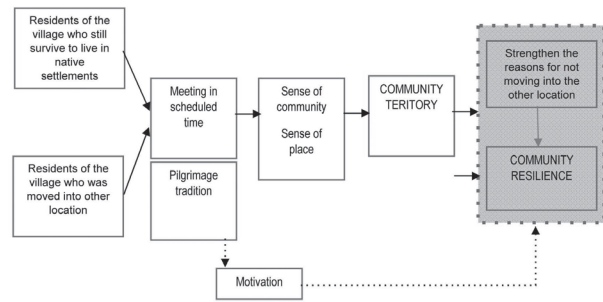 Residents of the
village who still
survive to live in
native
settlements
Residents of the
village who was
moved into other
location
Meeting in
scheduled
time
Pilgrimage
tradition
Sense of
community
Sense of
place
COMMUNITY
TERITORY
Strengthen the
reasons for not
moving into the
other location
COMMUNITY
RESILIENCE
Motivation